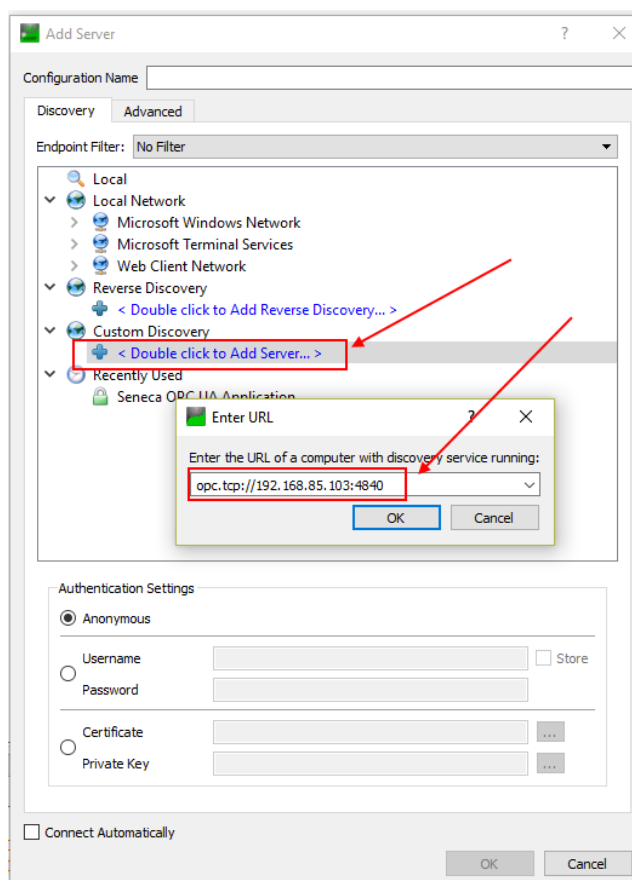 Add Server
Configuration Name
Discovery Advanced
Endpoint Filter: No Filter
Local
Local Network
Microsoft Windows Network
Microsoft Terminal Services
Web Client Network
Reverse Discovery
< Double click to Add Reverse Discovery... >
Custom Discovery
< Double click to Add Server... >
Recently Used
Seneca OPC UA Application
Enter URL
Enter the URL of a computer with discovery service running:
opc.tcp://192.168.85.103:4840
OK Cancel
Authentication Settings
Anonymous
Username Store
Password
Certificate ...
Private Key ...
Connect Automatically
OK Cancel